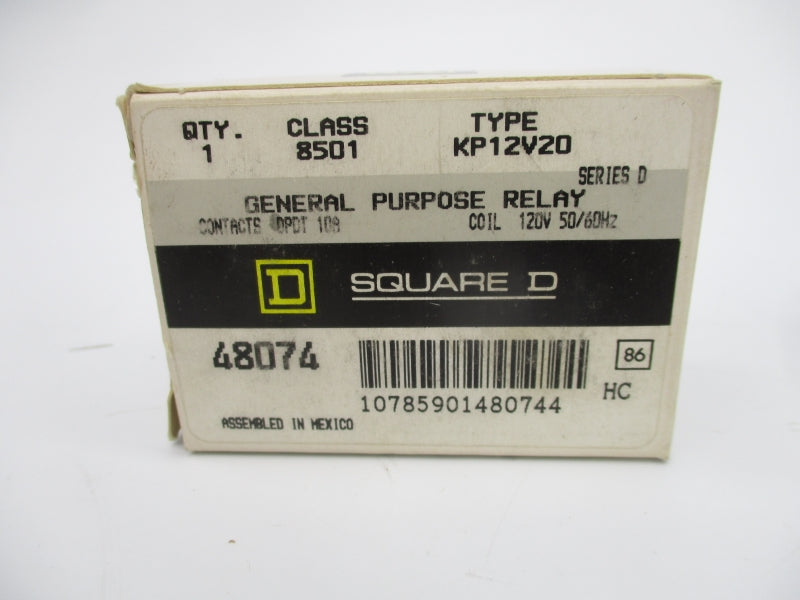 QTY. CLASS TYPE
1 8501 KP12V20
SERIES D
GENERAL PURPOSE RELAY
CONTACTS DPDT 10A COIL 120V 50/60Hz
D SQUARE D
48074
86
10785901480744
HC
ASSEMBLED IN MEXICO